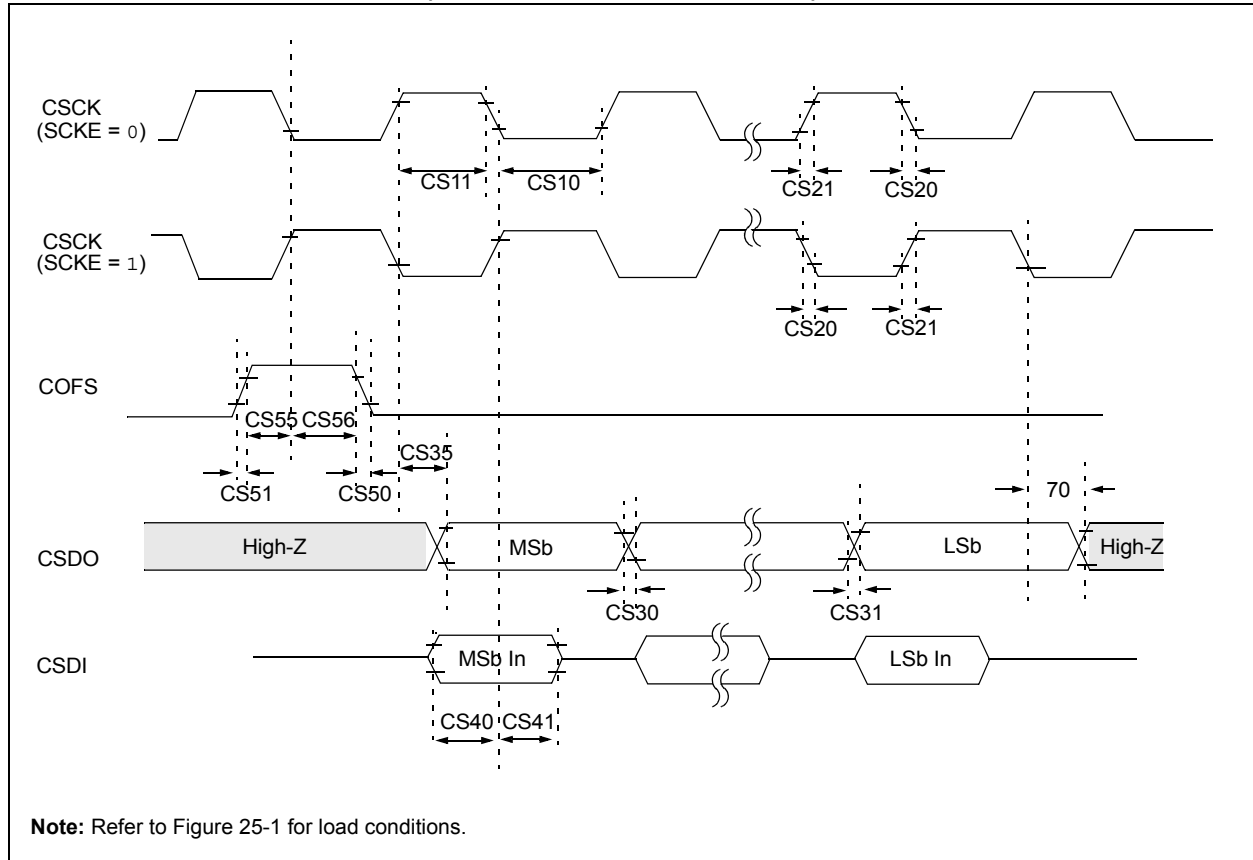 CSCK
(SCKE = 0)
CS11
CS10
CS21
CS20
CSCK
(SCKE = 1)
CS20
CS21
COFS
CS55
CS56
CS35
CS51
CS50
70
CSDO
High-Z
MSb
LSb
High-Z
CS30
CS31
CSDI
MSb In
LSb In
CS40
CS41
Note: Refer to Figure 25-1 for load conditions.